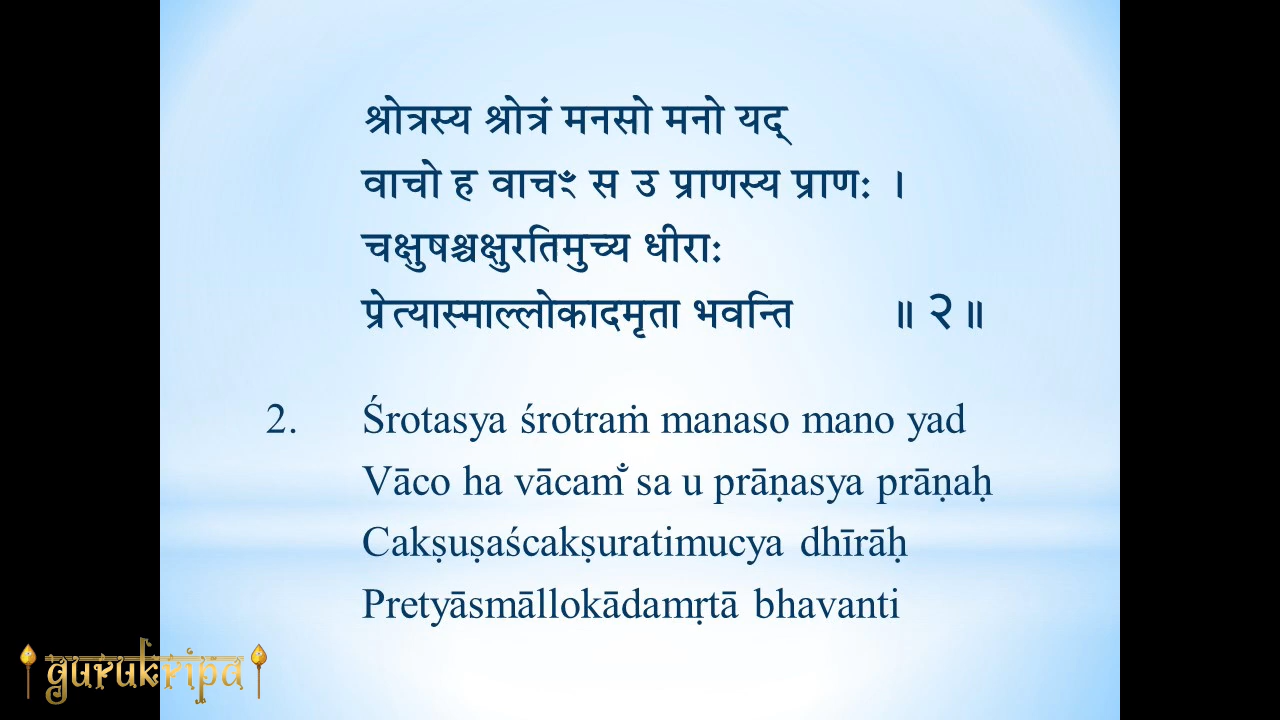 श्रोत्रस्य श्रोत्रं मनसो मनो यद्
वाचो ह वाचꣳ स उ प्राणस्य प्राणः ।
चक्षुषश्चक्षुरतिमुच्य धीराः
प्रेत्यास्माल्लोकादमृता भवन्ति ॥ २॥
2. Śrotasya śrotraṁ manaso mano yad
Vāco ha vācam̐ sa u prāṇasya prāṇaḥ
Cakṣuṣaścakṣuratimucya dhīrāḥ
Pretyāsmāllokādamṛtā bhavanti
gurukripa